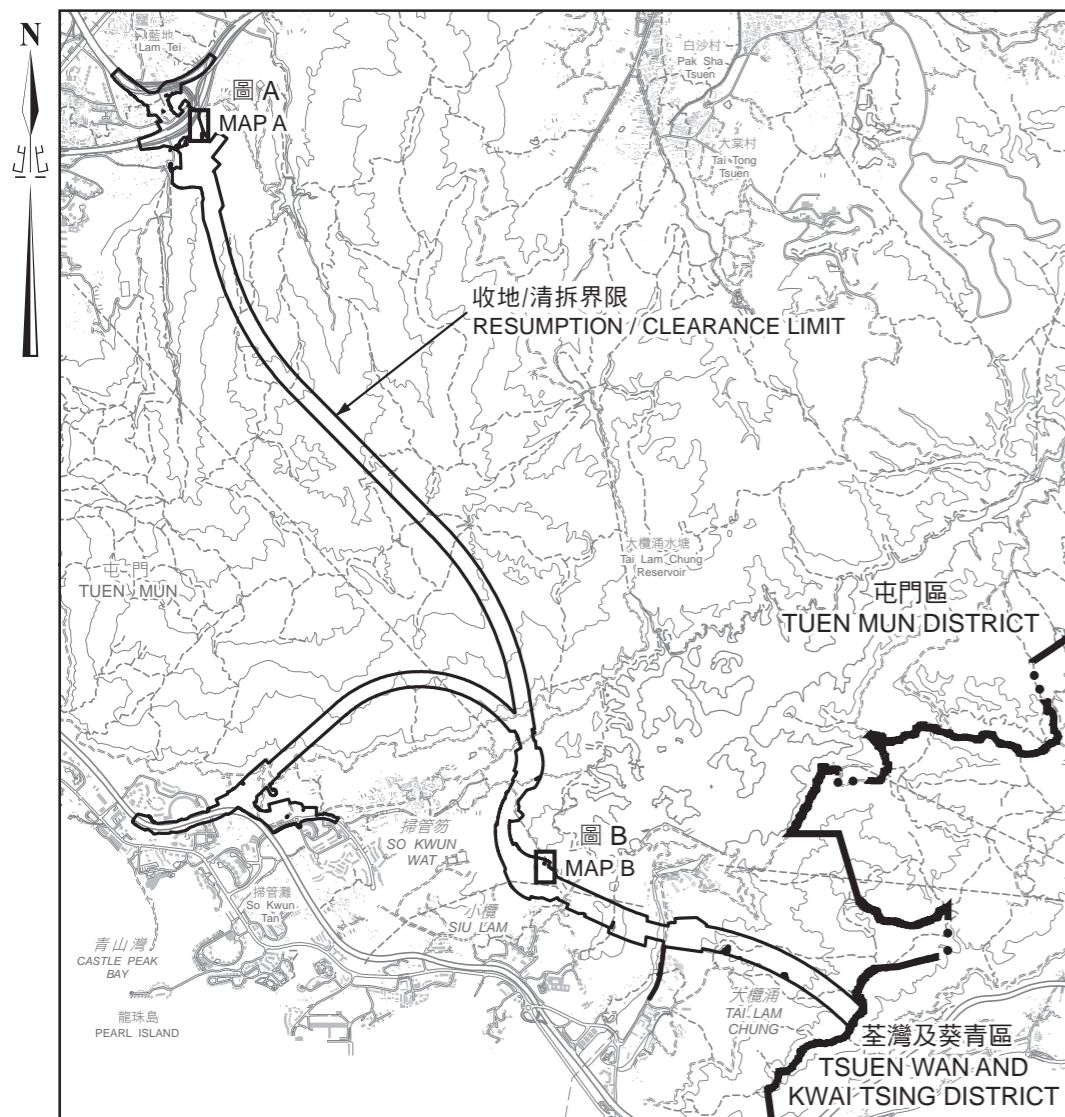 N
北
藍地
Lam Tei
圖 A
MAP A
白沙村
Pak Sha
Tsuen
大棠村
Tai Tong
Tsuen
收地/清拆界限
RESUMPTION / CLEARANCE LIMIT
屯門
TUEN MUN
大欖涌水塘
Tai Lam Chung
Reservoir
屯門區
TUEN MUN DISTRICT
掃管笏
SO KWUN
WAT
圖 B
MAP B
掃管灘
So Kwun
Tan
小欖
SIU LAM
青山灣
CASTLE PEAK
BAY
龍珠島
PEARL ISLAND
大欖涌
TAI LAM
CHUNG
荃灣及葵青區
TSUEN WAN AND
KWAI TSING DISTRICT